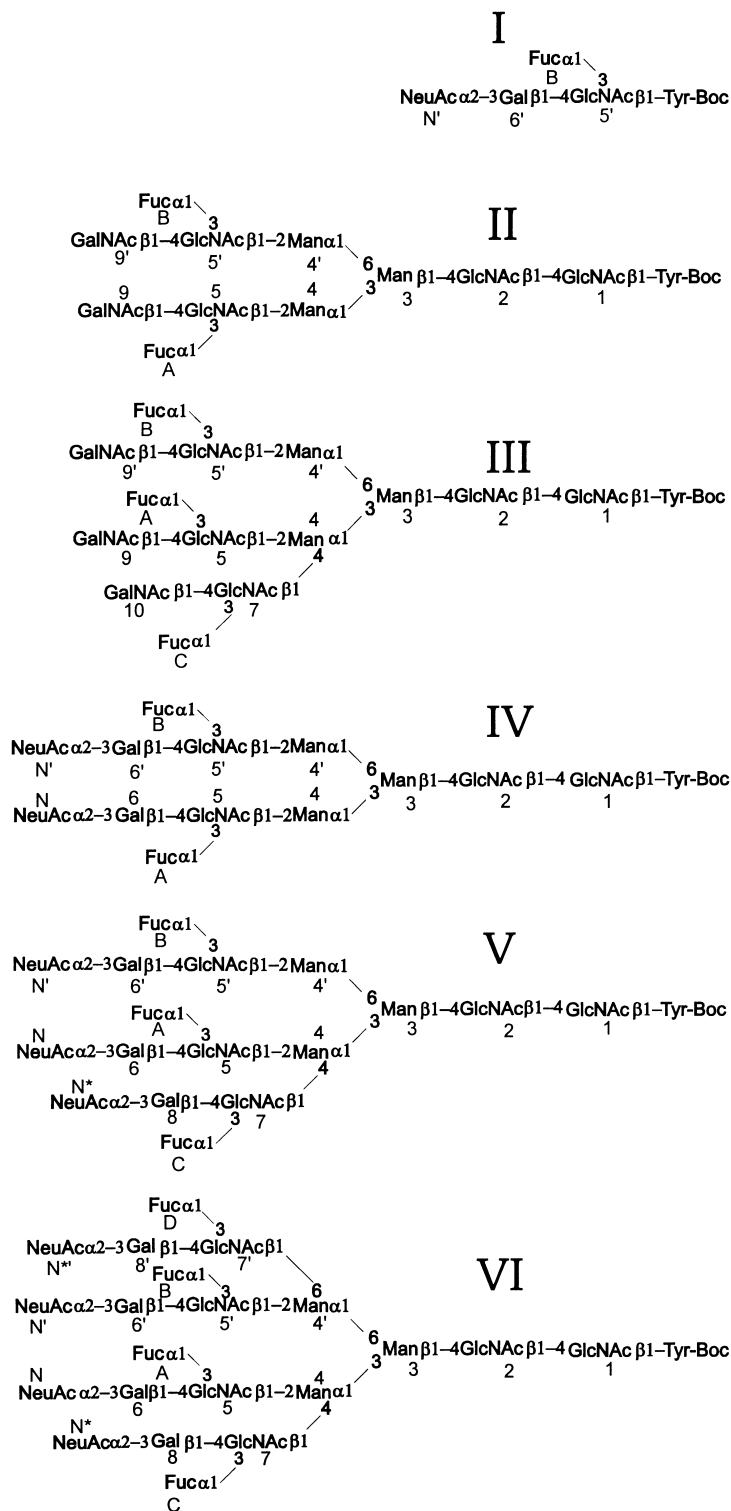 I
Fucα1
B
3
NeuAcα2–3Galβ1–4GlcNAcβ1–Tyr-Boc
N' 6' 5'
II
Fucα1
B
3
GalNAcβ1–4GlcNAcβ1–2Manα1
9' 5' 4'
6
Manβ1–4GlcNAcβ1–4GlcNAcβ1–Tyr-Boc
3
3 2 1
9 5 4
GalNAcβ1–4GlcNAcβ1–2Manα1
3
Fucα1
A
III
Fucα1
B
3
GalNAcβ1–4GlcNAcβ1–2Manα1
9' 5' 4'
6
Manβ1–4GlcNAcβ1–4GlcNAcβ1–Tyr-Boc
3
3 2 1
Fucα1
A
3
4
GalNAcβ1–4GlcNAcβ1–2Manα1
9 5 4
GalNAcβ1–4GlcNAcβ1
10 3 7
Fucα1
C
IV
Fucα1
B
3
NeuAcα2–3Galβ1–4GlcNAcβ1–2Manα1
N' 6' 5' 4'
6
Manβ1–4GlcNAcβ1–4GlcNAcβ1–Tyr-Boc
3
3 2 1
N 6 5 4
NeuAcα2–3Galβ1–4GlcNAcβ1–2Manα1
3
Fucα1
A
V
Fucα1
B
3
NeuAcα2–3Galβ1–4GlcNAcβ1–2Manα1
N' 6' 5' 4'
6
Manβ1–4GlcNAcβ1–4GlcNAcβ1–Tyr-Boc
3
3 2 1
Fucα1
A
3
N 4
NeuAcα2–3Galβ1–4GlcNAcβ1–2Manα1
6 5 4
N*
NeuAcα2–3Galβ1–4GlcNAcβ1
8 3 7
Fucα1
C
VI
Fucα1
D
3
NeuAcα2–3Galβ1–4GlcNAcβ1
N*' 8' 7'
Fucα1
B
3 6
NeuAcα2–3Galβ1–4GlcNAcβ1–2Manα1
N' 6' 5' 4'
6
Manβ1–4GlcNAcβ1–4GlcNAcβ1–Tyr-Boc
3
3 2 1
Fucα1
A
3
N 4
NeuAcα2–3Galβ1–4GlcNAcβ1–2Manα1
6 5 4
N*
NeuAcα2–3Galβ1–4GlcNAcβ1
8 3 7
Fucα1
C